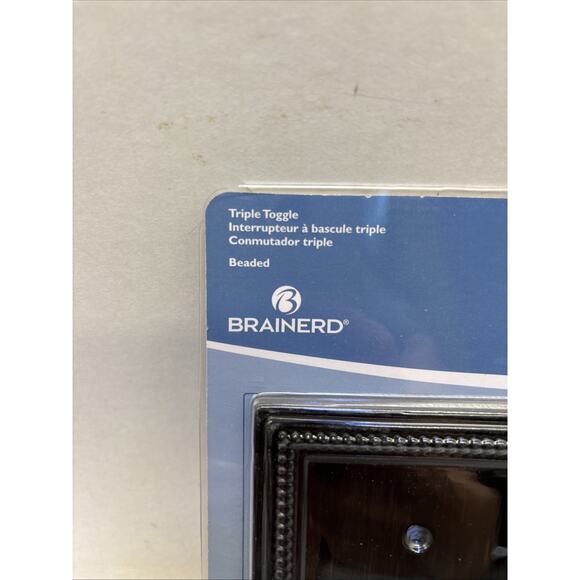 Triple Toggle
Interrupteur à bascule triple
Conmutador triple
Beaded
B
BRAINERD®